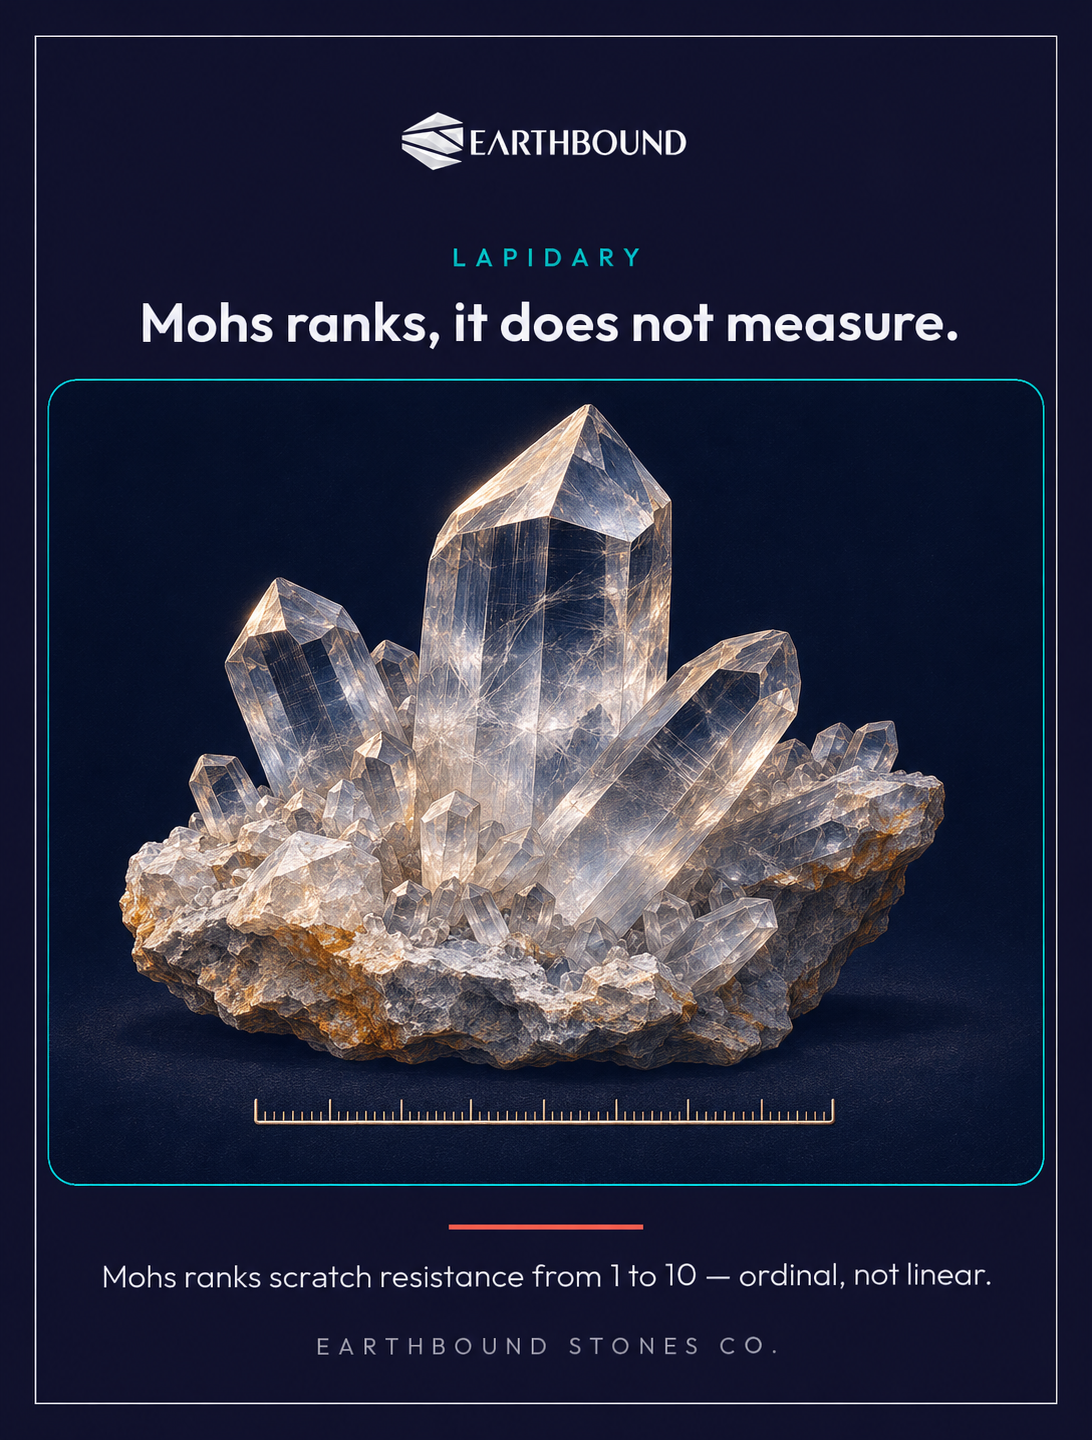 EARTHBOUND
LAPIDARY
Mohs ranks, it does not measure.
Mohs ranks scratch resistance from 1 to 10 — ordinal, not linear.
EARTHBOUND STONES CO.